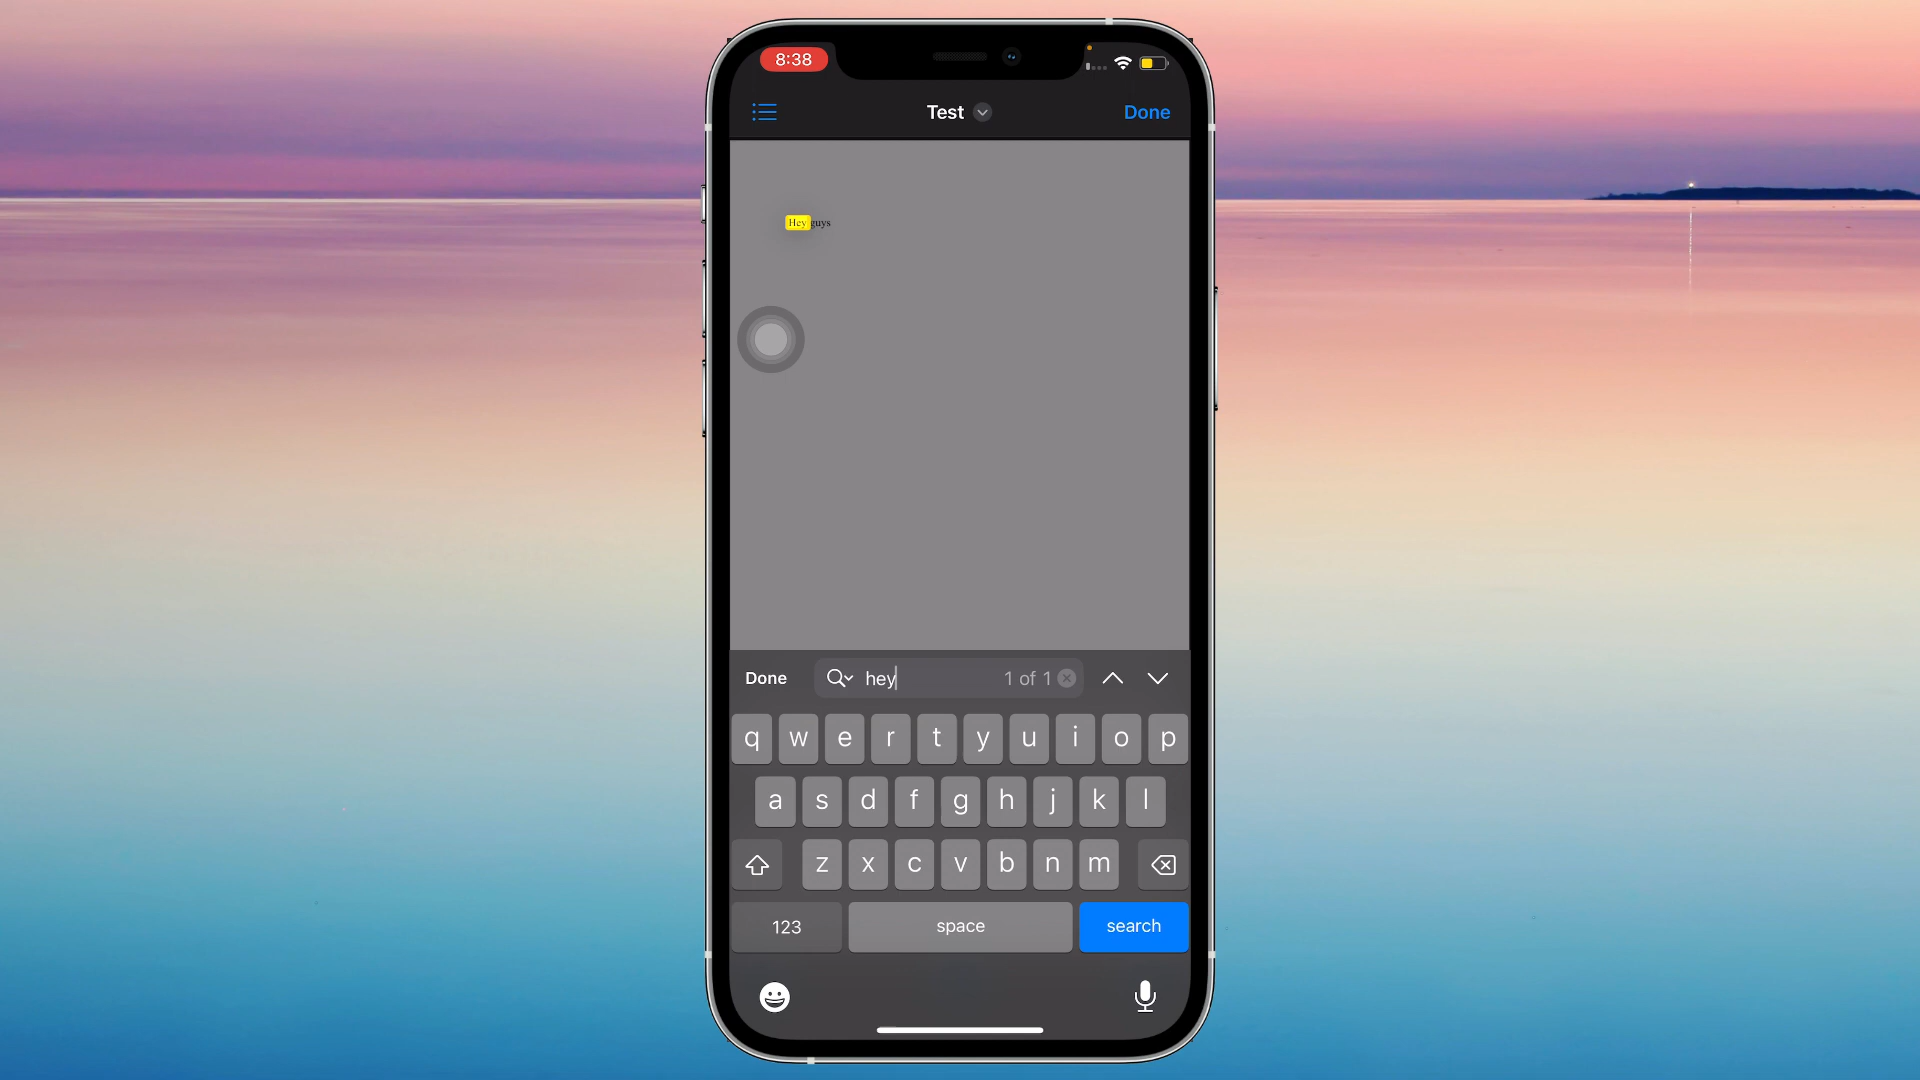 8:38
Test
Done
Hey guys
Done
hey
1 of 1
q w e r t y u i o p
a s d f g h j k l
z x c v b n m
123
space
search